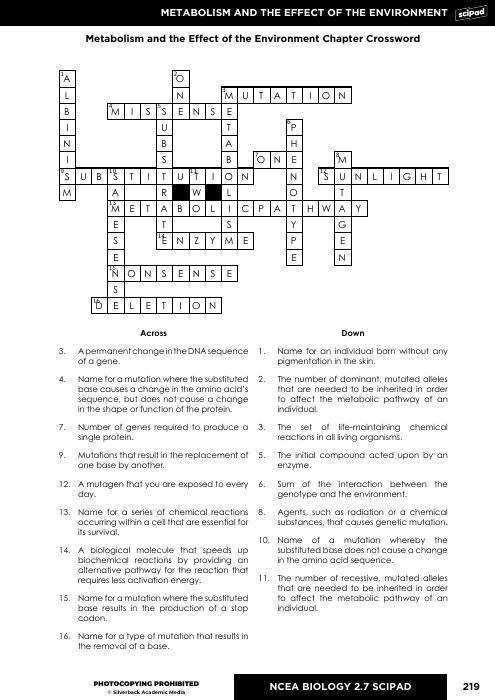 METABOLISM AND THE EFFECT OF THE ENVIRONMENT scipad
Metabolism and the Effect of the Environment Chapter Crossword
1 A 2 O
L N 3 M U T A T I O N
B 4 M I S 5 S E N S E E
I U T 6 P
N B A H
I S B 7 O N E 8 M
9 S U B 10 S T I T U T 11 I O N N 12 S U N L I G H T
M A R W L O T
13 M E T A B O L I C P A T H W A Y
E T S Y G
S 14 E N Z Y M E P E
E E N
15 N O N S E N S E
S
16 D E L E T I O N
Across
3. A permanent change in the DNA sequence
of a gene.
4. Name for a mutation where the substituted
base causes a change in the amino acid's
sequence, but does not cause a change
in the shape or function of the protein.
7. Number of genes required to produce a
single protein.
9. Mutations that result in the replacement of
one base by another.
12. A mutagen that you are exposed to every
day.
13. Name for a series of chemical reactions
occurring within a cell that are essential for
its survival.
14. A biological molecule that speeds up
biochemical reactions by providing an
alternative pathway for the reaction that
requires less activation energy.
15. Name for a mutation where the substituted
base results in the production of a stop
codon.
16. Name for a type of mutation that results in
the removal of a base.
Down
1. Name for an individual born without any
pigmentation in the skin.
2. The number of dominant, mutated alleles
that are needed to be inherited in order
to affect the metabolic pathway of an
individual.
3. The set of life-maintaining chemical
reactions in all living organisms.
5. The initial compound acted upon by an
enzyme.
6. Sum of the interaction between the
genotype and the environment.
8. Agents, such as radiation or a chemical
substances, that causes genetic mutation.
10. Name of a mutation whereby the
substituted base does not cause a change
in the amino acid sequence.
11. The number of recessive, mutated alleles
that are needed to be inherited in order
to affect the metabolic pathway of an
individual.
PHOTOCOPYING PROHIBITED
© Silverback Academic Media
NCEA BIOLOGY 2.7 SCIPAD
219